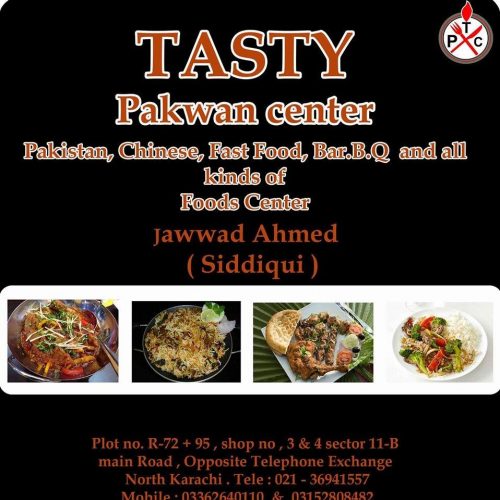 T
P C
TASTY
Pakwan center
Pakistan, Chinese, Fast Food, Bar.B.Q and all
kinds of
Foods Center
Jawwad Ahmed
( Siddiqui )
Plot no. R-72 + 95 , shop no , 3 & 4 sector 11-B
main Road , Opposite Telephone Exchange
North Karachi . Tele : 021 - 36941557
Mobile : 03362640110 & 03152808482